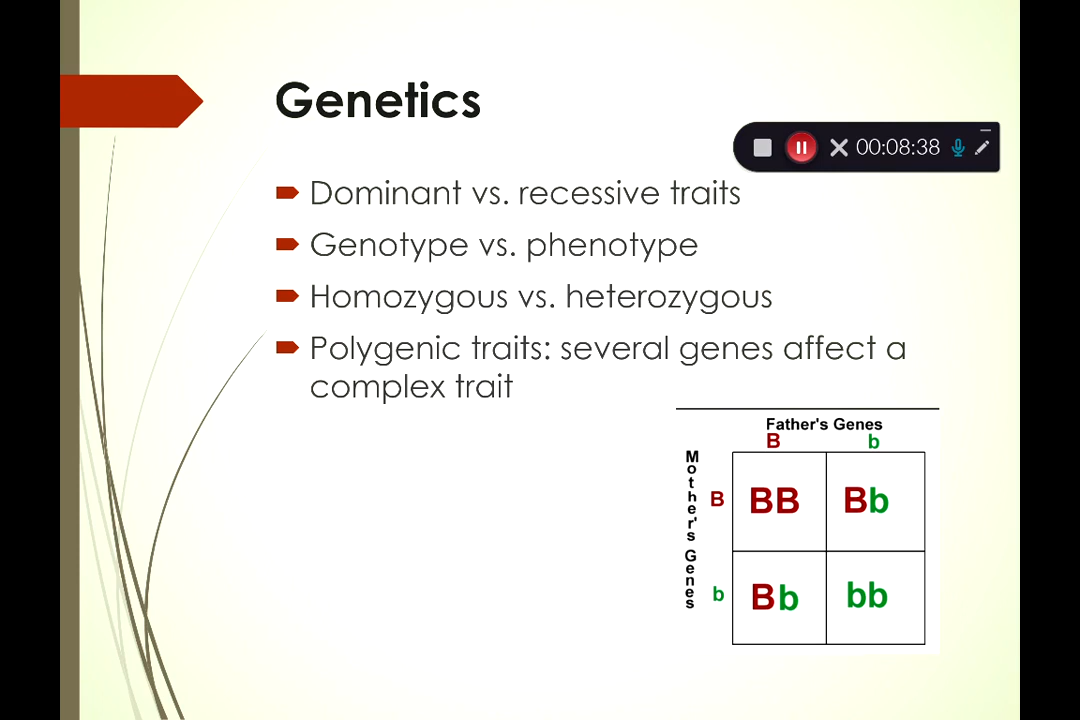 Genetics
00:08:38
Dominant vs. recessive traits
Genotype vs. phenotype
Homozygous vs. heterozygous
Polygenic traits: several genes affect a
complex trait
Father's Genes
B b
Mother's Genes
B BB Bb
b Bb bb